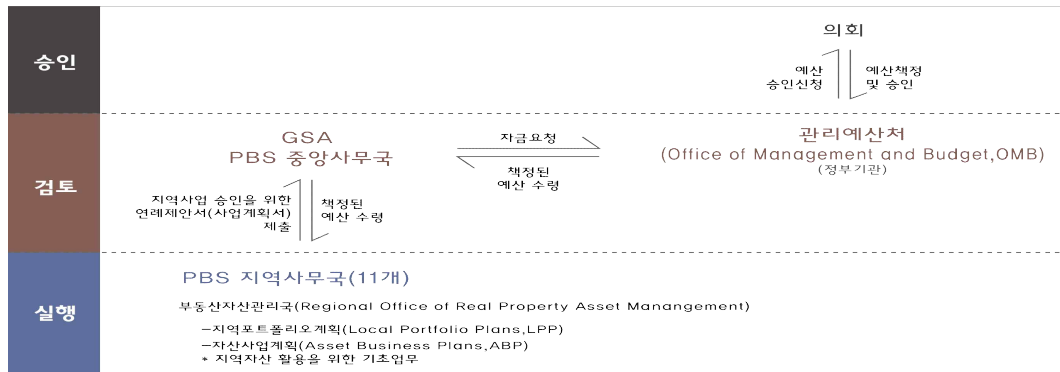 승인
의회
예산
승인신청
예산책정
및 승인
검토
GSA
PBS 중앙사무국
자금요청
책정된
예산 수령
관리예산처
(Office of Management and Budget,OMB)
(정부기관)
지역사업 승인을 위한
연례제안서(사업계획서)
제출
책정된
예산 수령
실행
PBS 지역사무국(11개)
부동산자산관리국(Regional Office of Real Property Asset Manangement)
-지역포트폴리오계획(Local Portfolio Plans,LPP)
-자산사업계획(Asset Business Plans,ABP)
* 지역자산 활용을 위한 기초업무